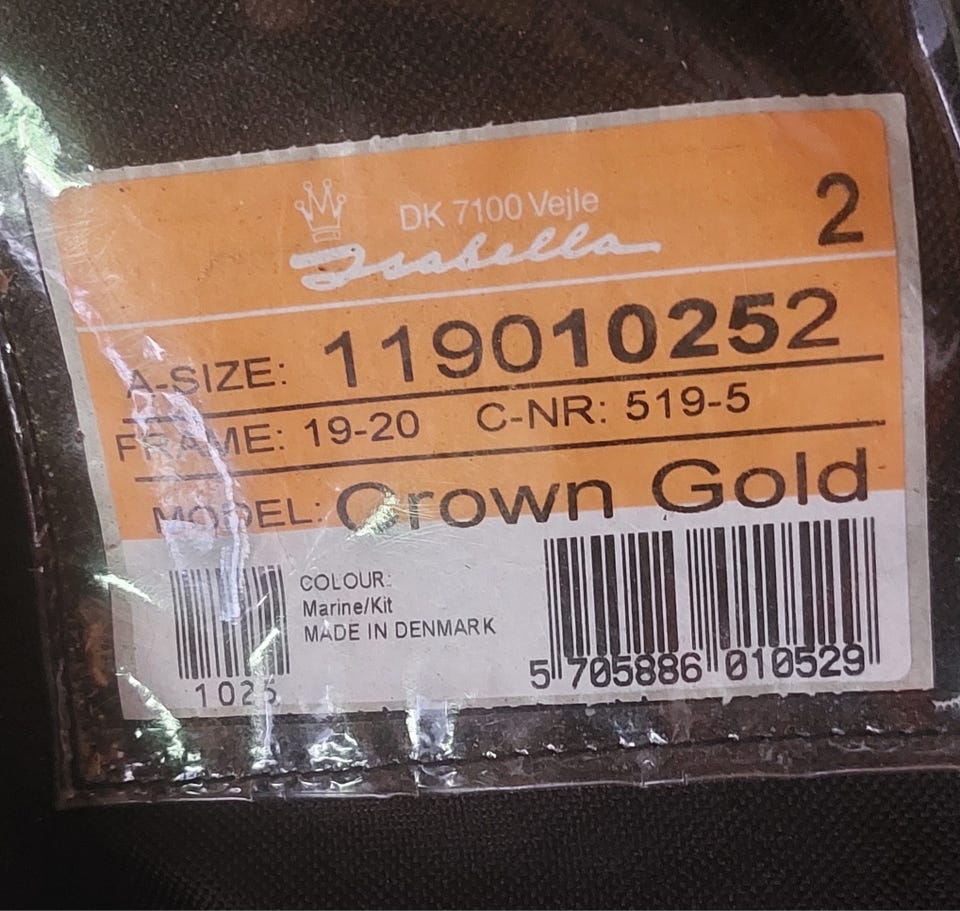 DK 7100 Vejle
2
Isabella
A-SIZE: 119010252
FRAME: 19-20 C-NR: 519-5
MODEL: Crown Gold
COLOUR:
Marine/Kit
MADE IN DENMARK
1025
5 705886 010529